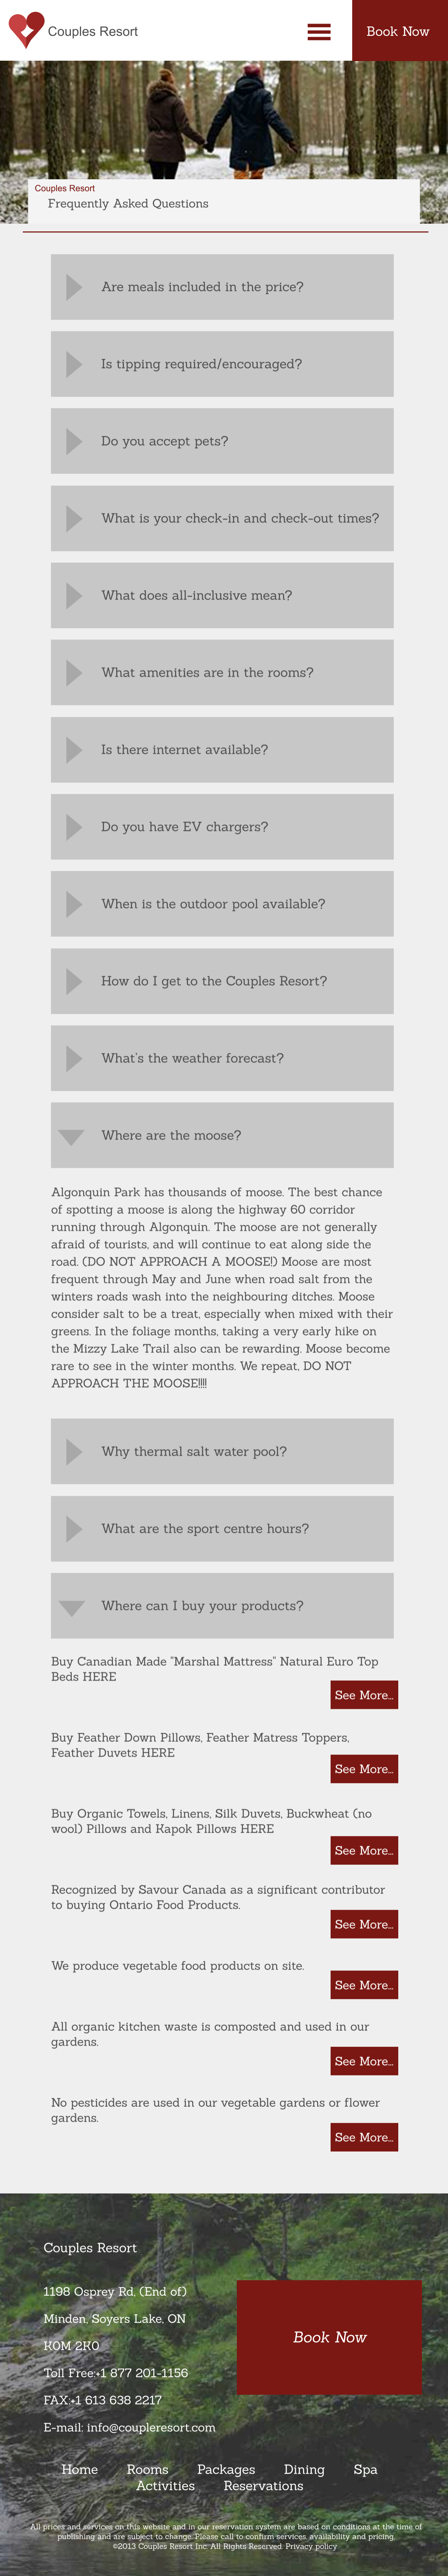 Couples Resort
Book Now
Couples Resort
Frequently Asked Questions
Are meals included in the price?
Is tipping required/encouraged?
Do you accept pets?
What is your check-in and check-out times?
What does all-inclusive mean?
What amenities are in the rooms?
Is there internet available?
Do you have EV chargers?
When is the outdoor pool available?
How do I get to the Couples Resort?
What's the weather forecast?
Where are the moose?
Algonquin Park has thousands of moose. The best chance
of spotting a moose is along the highway 60 corridor
running through Algonquin. The moose are not generally
afraid of tourists, and will continue to eat along side the
road. (DO NOT APPROACH A MOOSE!) Moose are most
frequent through May and June when road salt from the
winters roads wash into the neighbouring ditches. Moose
consider salt to be a treat, especially when mixed with their
greens. In the foliage months, taking a very early hike on
the Mizzy Lake Trail also can be rewarding. Moose become
rare to see in the winter months. We repeat, DO NOT
APPROACH THE MOOSE!!!!
Why thermal salt water pool?
What are the sport centre hours?
Where can I buy your products?
Buy Canadian Made "Marshal Mattress" Natural Euro Top
Beds HERE
See More...
Buy Feather Down Pillows, Feather Matress Toppers,
Feather Duvets HERE
See More...
Buy Organic Towels, Linens, Silk Duvets, Buckwheat (no
wool) Pillows and Kapok Pillows HERE
See More...
Recognized by Savour Canada as a significant contributor
to buying Ontario Food Products.
See More...
We produce vegetable food products on site.
See More...
All organic kitchen waste is composted and used in our
gardens.
See More...
No pesticides are used in our vegetable gardens or flower
gardens.
See More...
Couples Resort
1198 Osprey Rd, (End of)
Minden, Soyers Lake, ON
K0M 2K0
Toll Free:+1 877 201-1156
FAX:+1 613 638 2217
E-mail: info@coupleresort.com
Book Now
Home Rooms Packages Dining Spa
Activities Reservations
All prices and services on this website and in our reservation system are based on conditions at the time of
publishing and are subject to change. Please call to confirm services, availability and pricing.
©2013 Couples Resort Inc. All Rights Reserved. Privacy policy